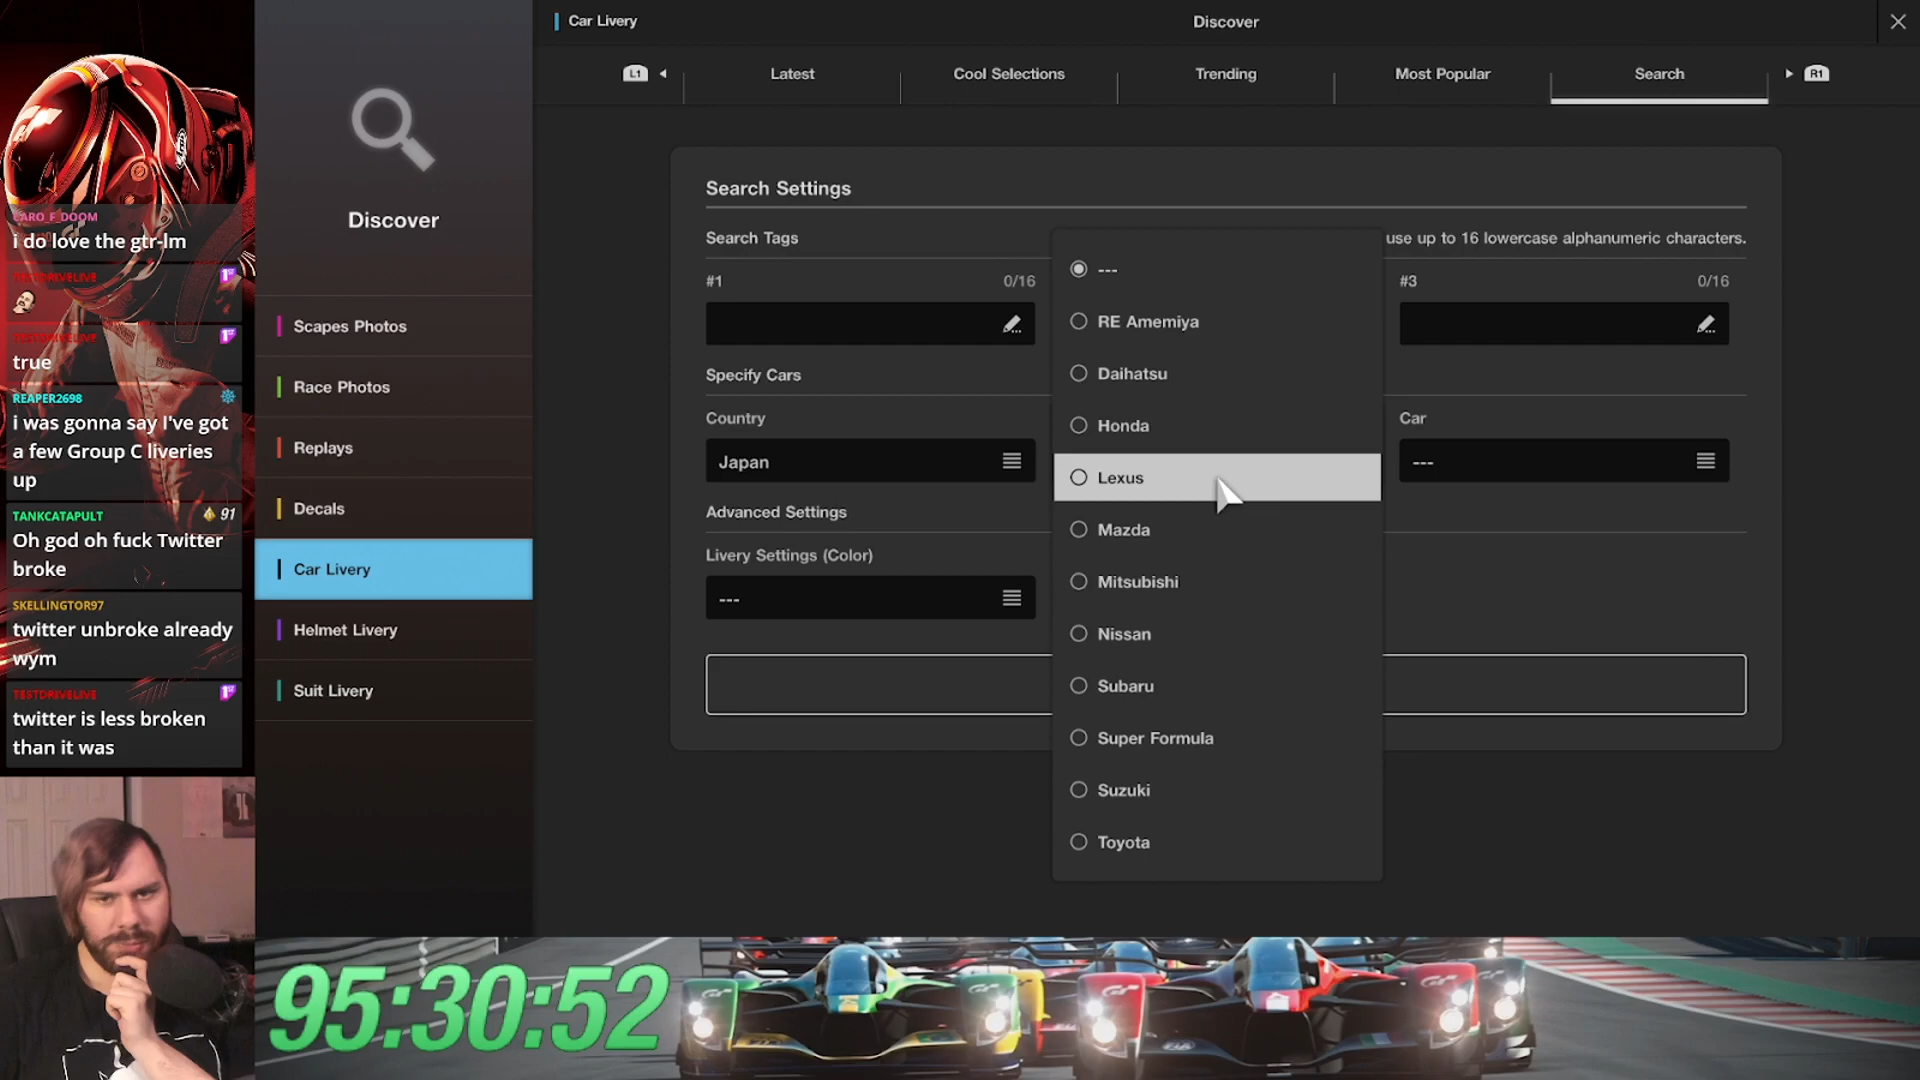 CARO_F_DOOM
i do love the gtr-lm
TESTDRIVELIVE
TESTDRIVELIVE
true
REAPER2698
i was gonna say I've got
a few Group C liveries
up
TANKCATAPULT 91
Oh god oh fuck Twitter
broke
SKELLINGTOR97
twitter unbroke already
wym
TESTDRIVELIVE
twitter is less broken
than it was
Discover
Scapes Photos
Race Photos
Replays
Decals
Car Livery
Helmet Livery
Suit Livery
Car Livery
Discover
L1
Latest
Cool Selections
Trending
Most Popular
Search
R1
Search Settings
Search Tags
use up to 16 lowercase alphanumeric characters.
#1
0/16
#3
0/16
Specify Cars
Country
Japan
Car
---
Advanced Settings
Livery Settings (Color)
---
---
RE Amemiya
Daihatsu
Honda
Lexus
Mazda
Mitsubishi
Nissan
Subaru
Super Formula
Suzuki
Toyota
95:30:52